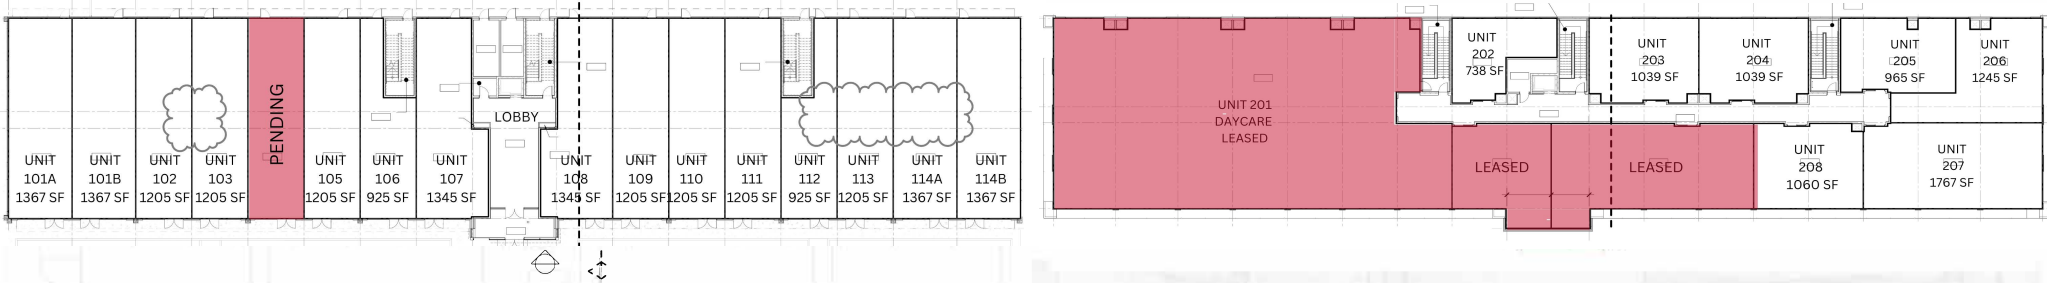 UNIT
101A
1367 SF
UNIT
101B
1367 SF
UNIT
102
1205 SF
UNIT
103
1205 SF
PENDING
UNIT
105
1205 SF
UNIT
106
925 SF
UNIT
107
1345 SF
LOBBY
UNIT
108
1345 SF
UNIT
109
1205 SF
UNIT
110
1205 SF
UNIT
111
1205 SF
UNIT
112
925 SF
UNIT
113
1205 SF
UNIT
114A
1367 SF
UNIT
114B
1367 SF
UNIT 201
DAYCARE
LEASED
UNIT
202
738 SF
UNIT
203
1039 SF
UNIT
204
1039 SF
UNIT
205
965 SF
UNIT
206
1245 SF
LEASED
LEASED
UNIT
208
1060 SF
UNIT
207
1767 SF